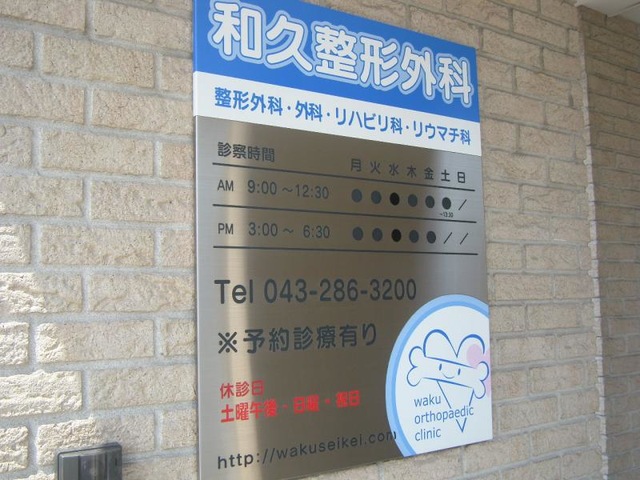 和久整形外科
整形外科・外科・リハビリ科・リウマチ科
診察時間 月 火 水 木 金 土 日
AM 9:00～12:30 ● ● ● ● ● ● ／
～13:30
PM 3:00～ 6:30 ● ● ● ● ● ／ ／
Tel 043-286-3200
※予約診療有り
休診日
土曜午後・日曜・祝日
http://wakuseikei.com
waku
orthopaedic
clinic